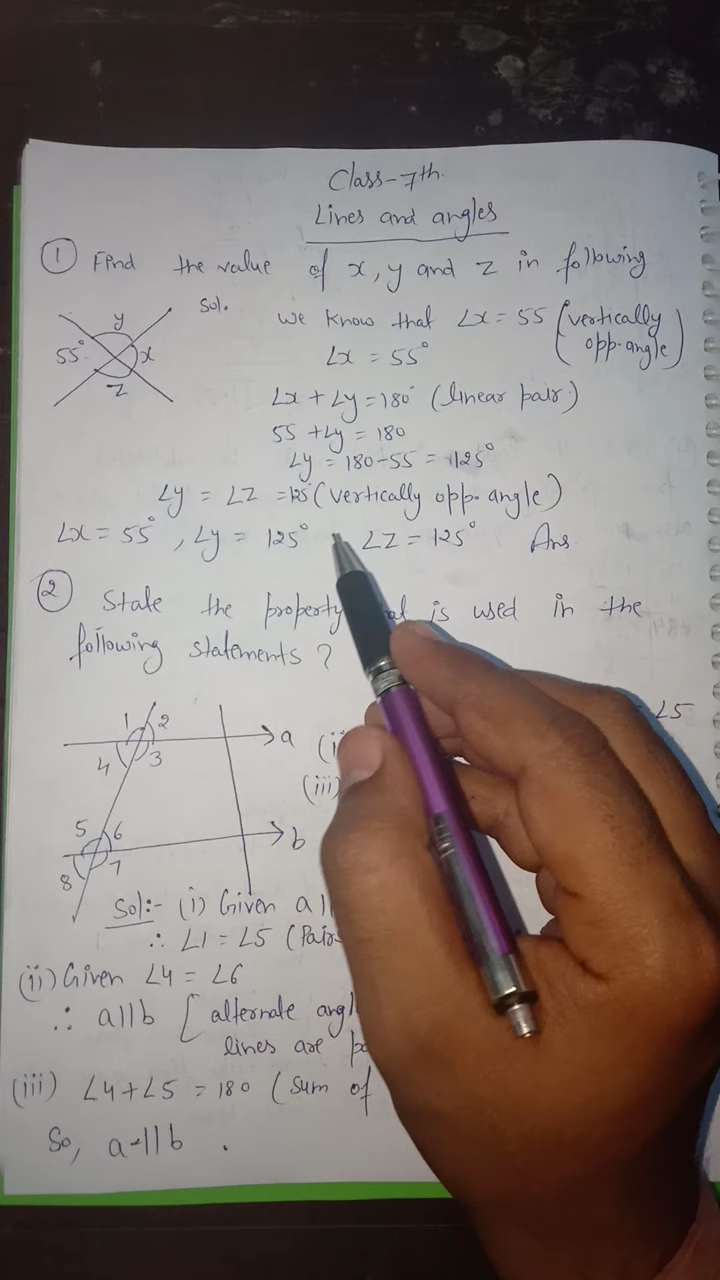 Class-7th.
Lines and angles
① Find the value of x, y and z in following
Sol.
y
55°
x
z
we know that ∠x = 55 (vertically opp. angle)
∠x = 55°
∠x + ∠y = 180° (linear pair)
55 + ∠y = 180
∠y = 180-55 = 125°
∠y = ∠z = 125° (vertically opp. angle)
∠x = 55°, ∠y = 125° ∠z = 125° Ans
② State the property is used in the
following statements?
∠5
1 2
a
(iii)
4 3
5 6
b
8 7
Sol:- (i) Given a ||
∴ ∠1 = ∠5 (Pair
(ii) Given ∠4 = ∠6
∴ a||b [alternate
lines are
(iii) ∠4+∠5 = 180 (sum of
So, a||b .